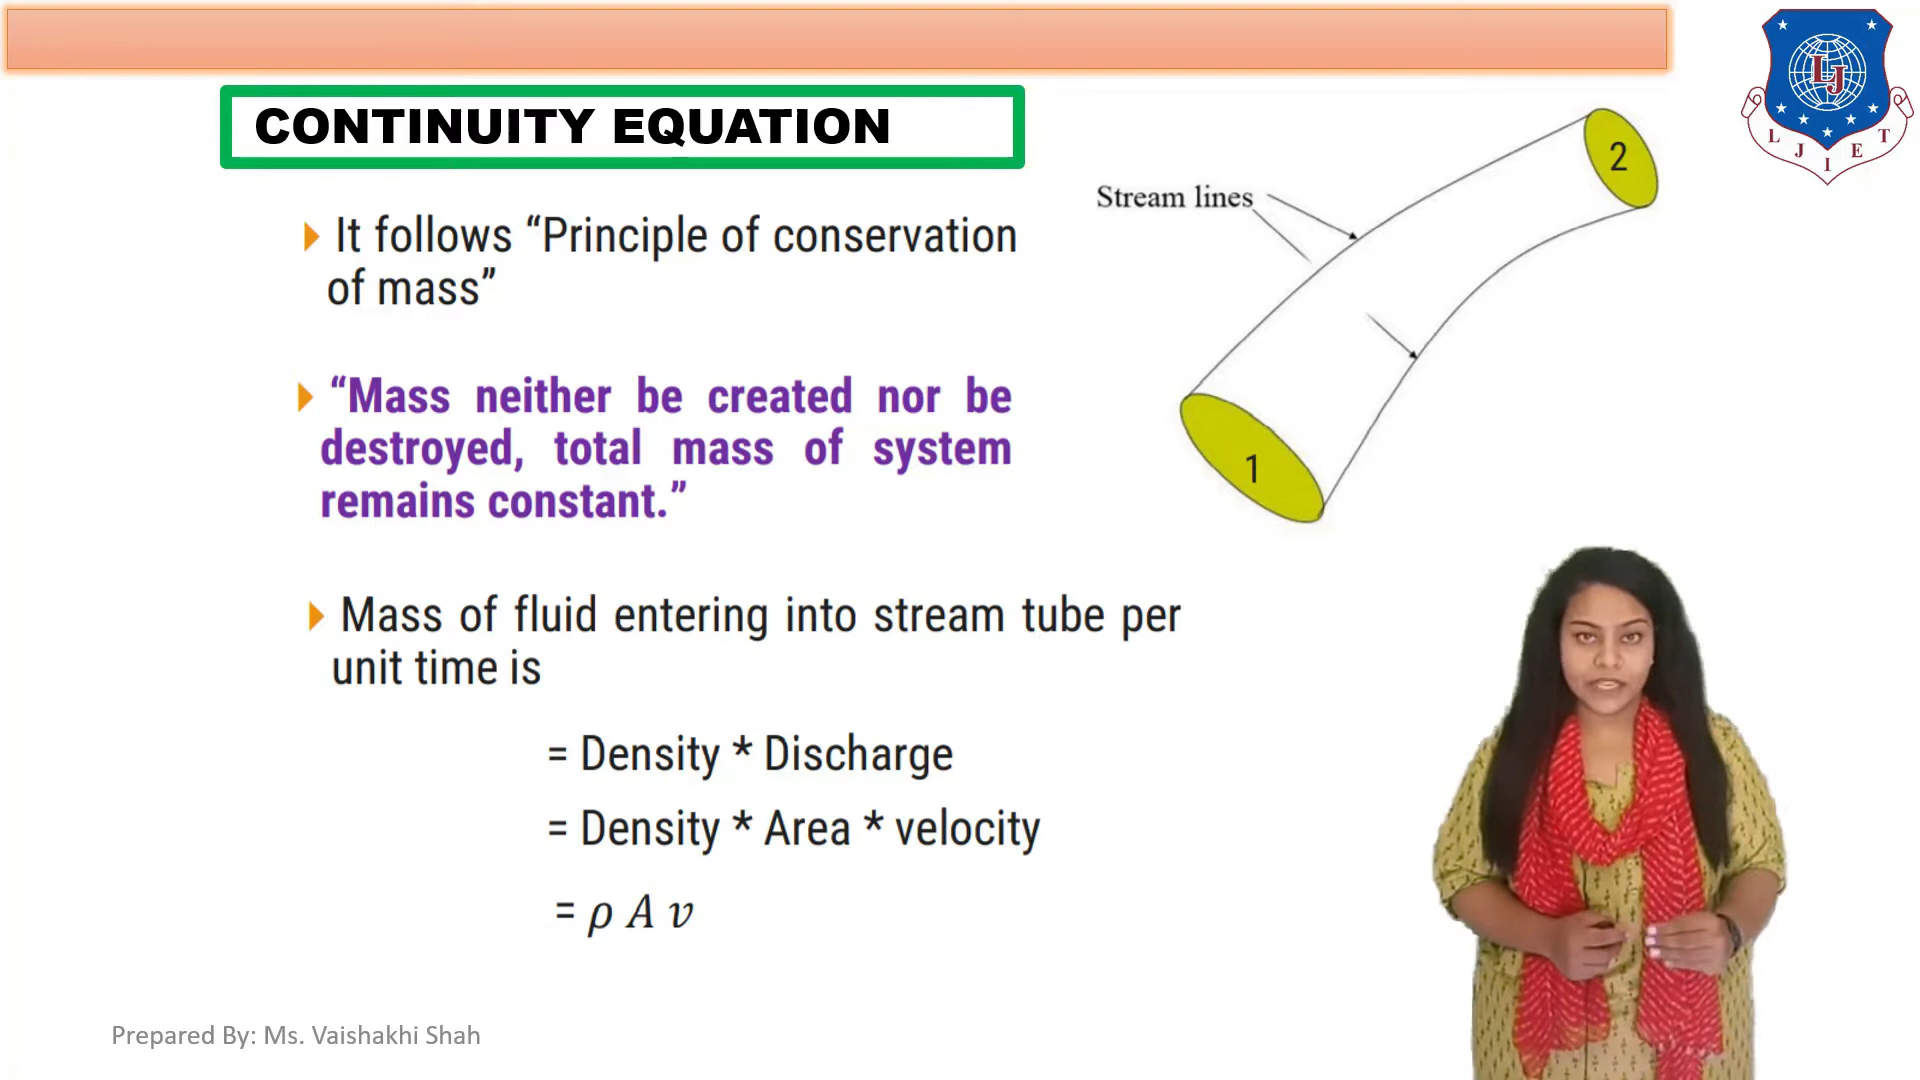 CONTINUITY EQUATION
It follows “Principle of conservation
of mass”
“Mass neither be created nor be
destroyed, total mass of system
remains constant.”
Mass of fluid entering into stream tube per
unit time is
= Density * Discharge
= Density * Area * velocity
= ρ A v
Stream lines
1
2
LJ
L J I E T
Prepared By: Ms. Vaishakhi Shah